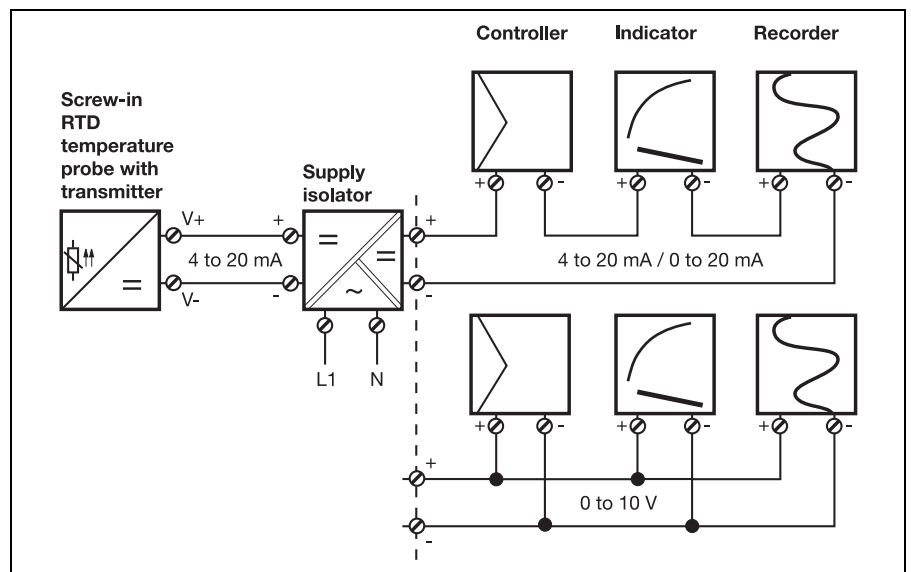 Controller Indicator Recorder
Screw-in
RTD
temperature
probe with
transmitter
Supply
isolator
+ - + - + -
V+ + +
4 to 20 mA
= = =
4 to 20 mA / 0 to 20 mA
V- - -
~
L1 N
+ - + - + -
+
0 to 10 V
-